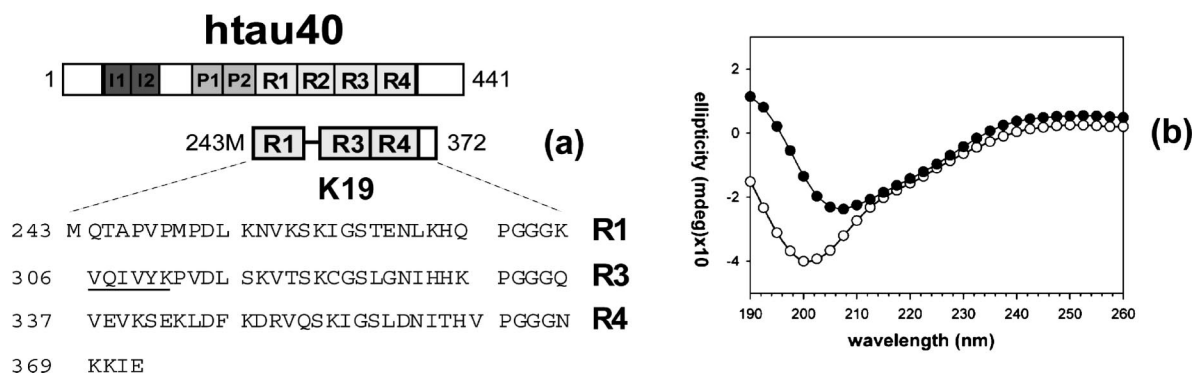 htau40
1 I1 I2 P1 P2 R1 R2 R3 R4 441
243M R1 R3 R4 372
(a)
K19
243 M QTAPVPMPDL KNVKSKIGSTENLKHQ PGGGK R1
306 VQIVYKPVDL SKVTSKCGSLGNIHHK PGGGQ R3
337 VEVKSEKLDF KDRVQSKIGSLDNITHV PGGGN R4
369 KKIE
(b)
ellipticity (mdeg)x10
2
0
-2
-4
190 200 210 220 230 240 250 260
wavelength (nm)